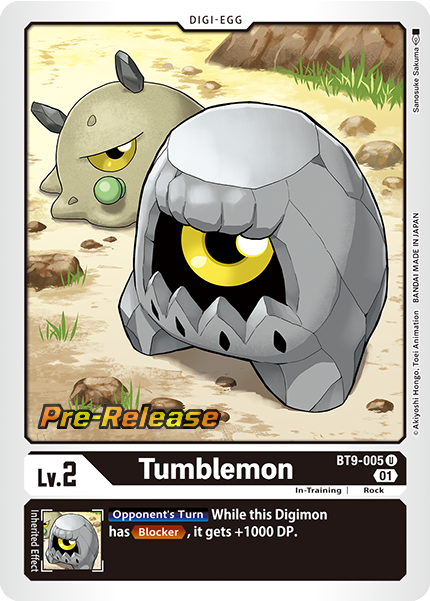 DIGI-EGG
Sanosuke Sakuma
© Akiyoshi Hongo, Toei Animation BANDAI MADE IN JAPAN
Pre-Release
Lv.2 Tumblemon BT9-005 U
01
In-Training | Rock
Inherited Effect
Opponent's Turn While this Digimon
has Blocker, it gets +1000 DP.